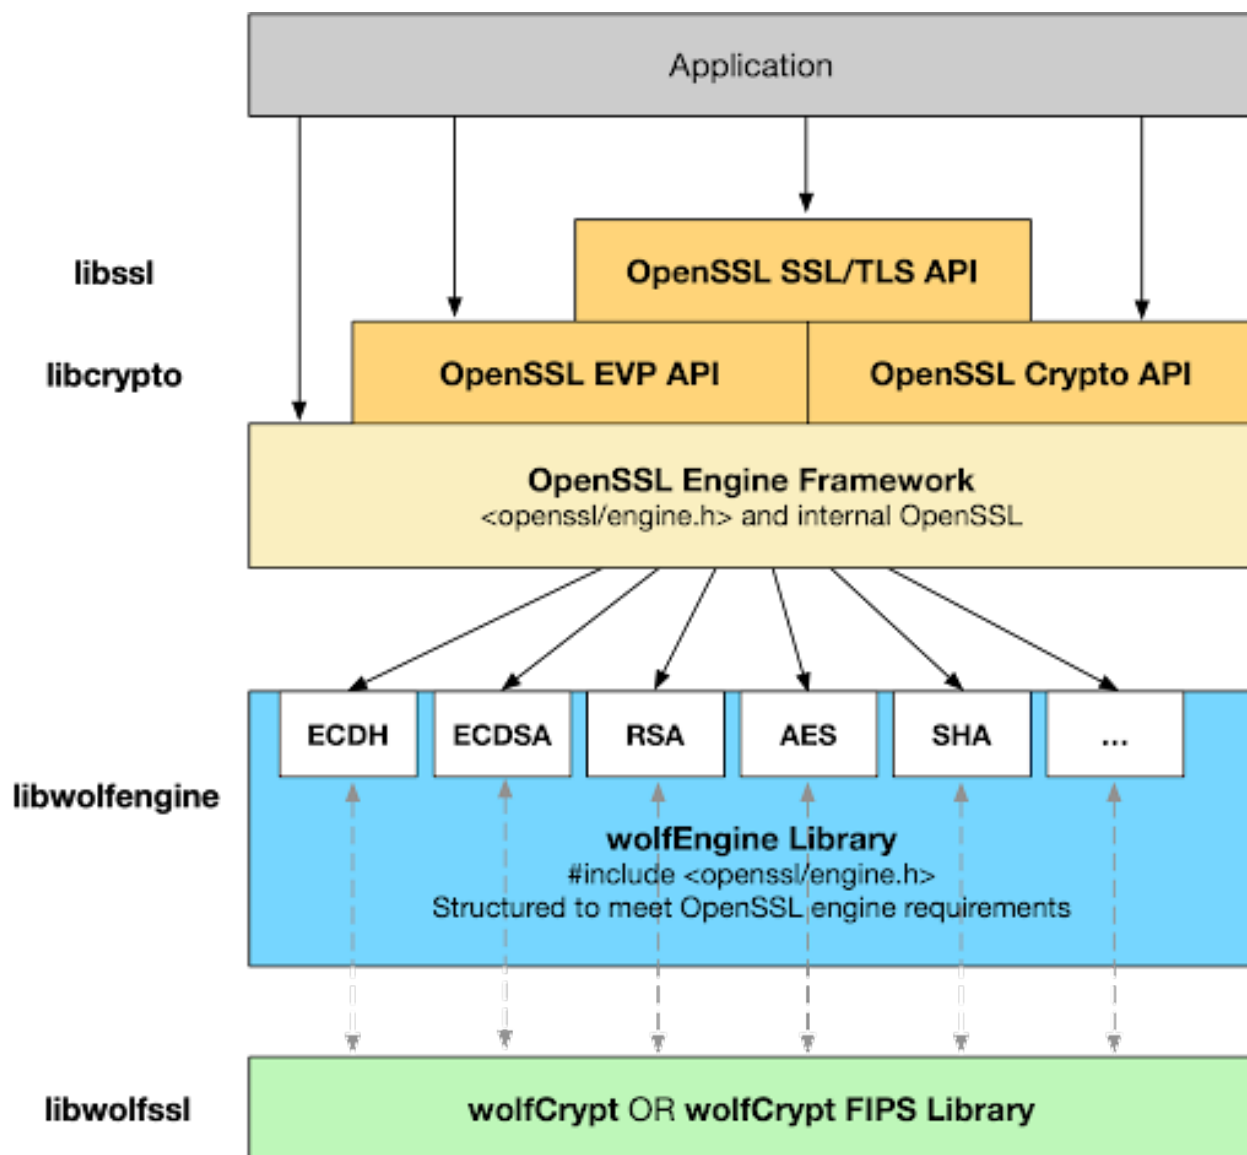 Application
libssl
OpenSSL SSL/TLS API
libcrypto
OpenSSL EVP API
OpenSSL Crypto API
OpenSSL Engine Framework
<openssl/engine.h> and internal OpenSSL
ECDH
ECDSA
RSA
AES
SHA
...
libwolfengine
wolfEngine Library
#include <openssl/engine.h>
Structured to meet OpenSSL engine requirements
libwolfssl
wolfCrypt OR wolfCrypt FIPS Library